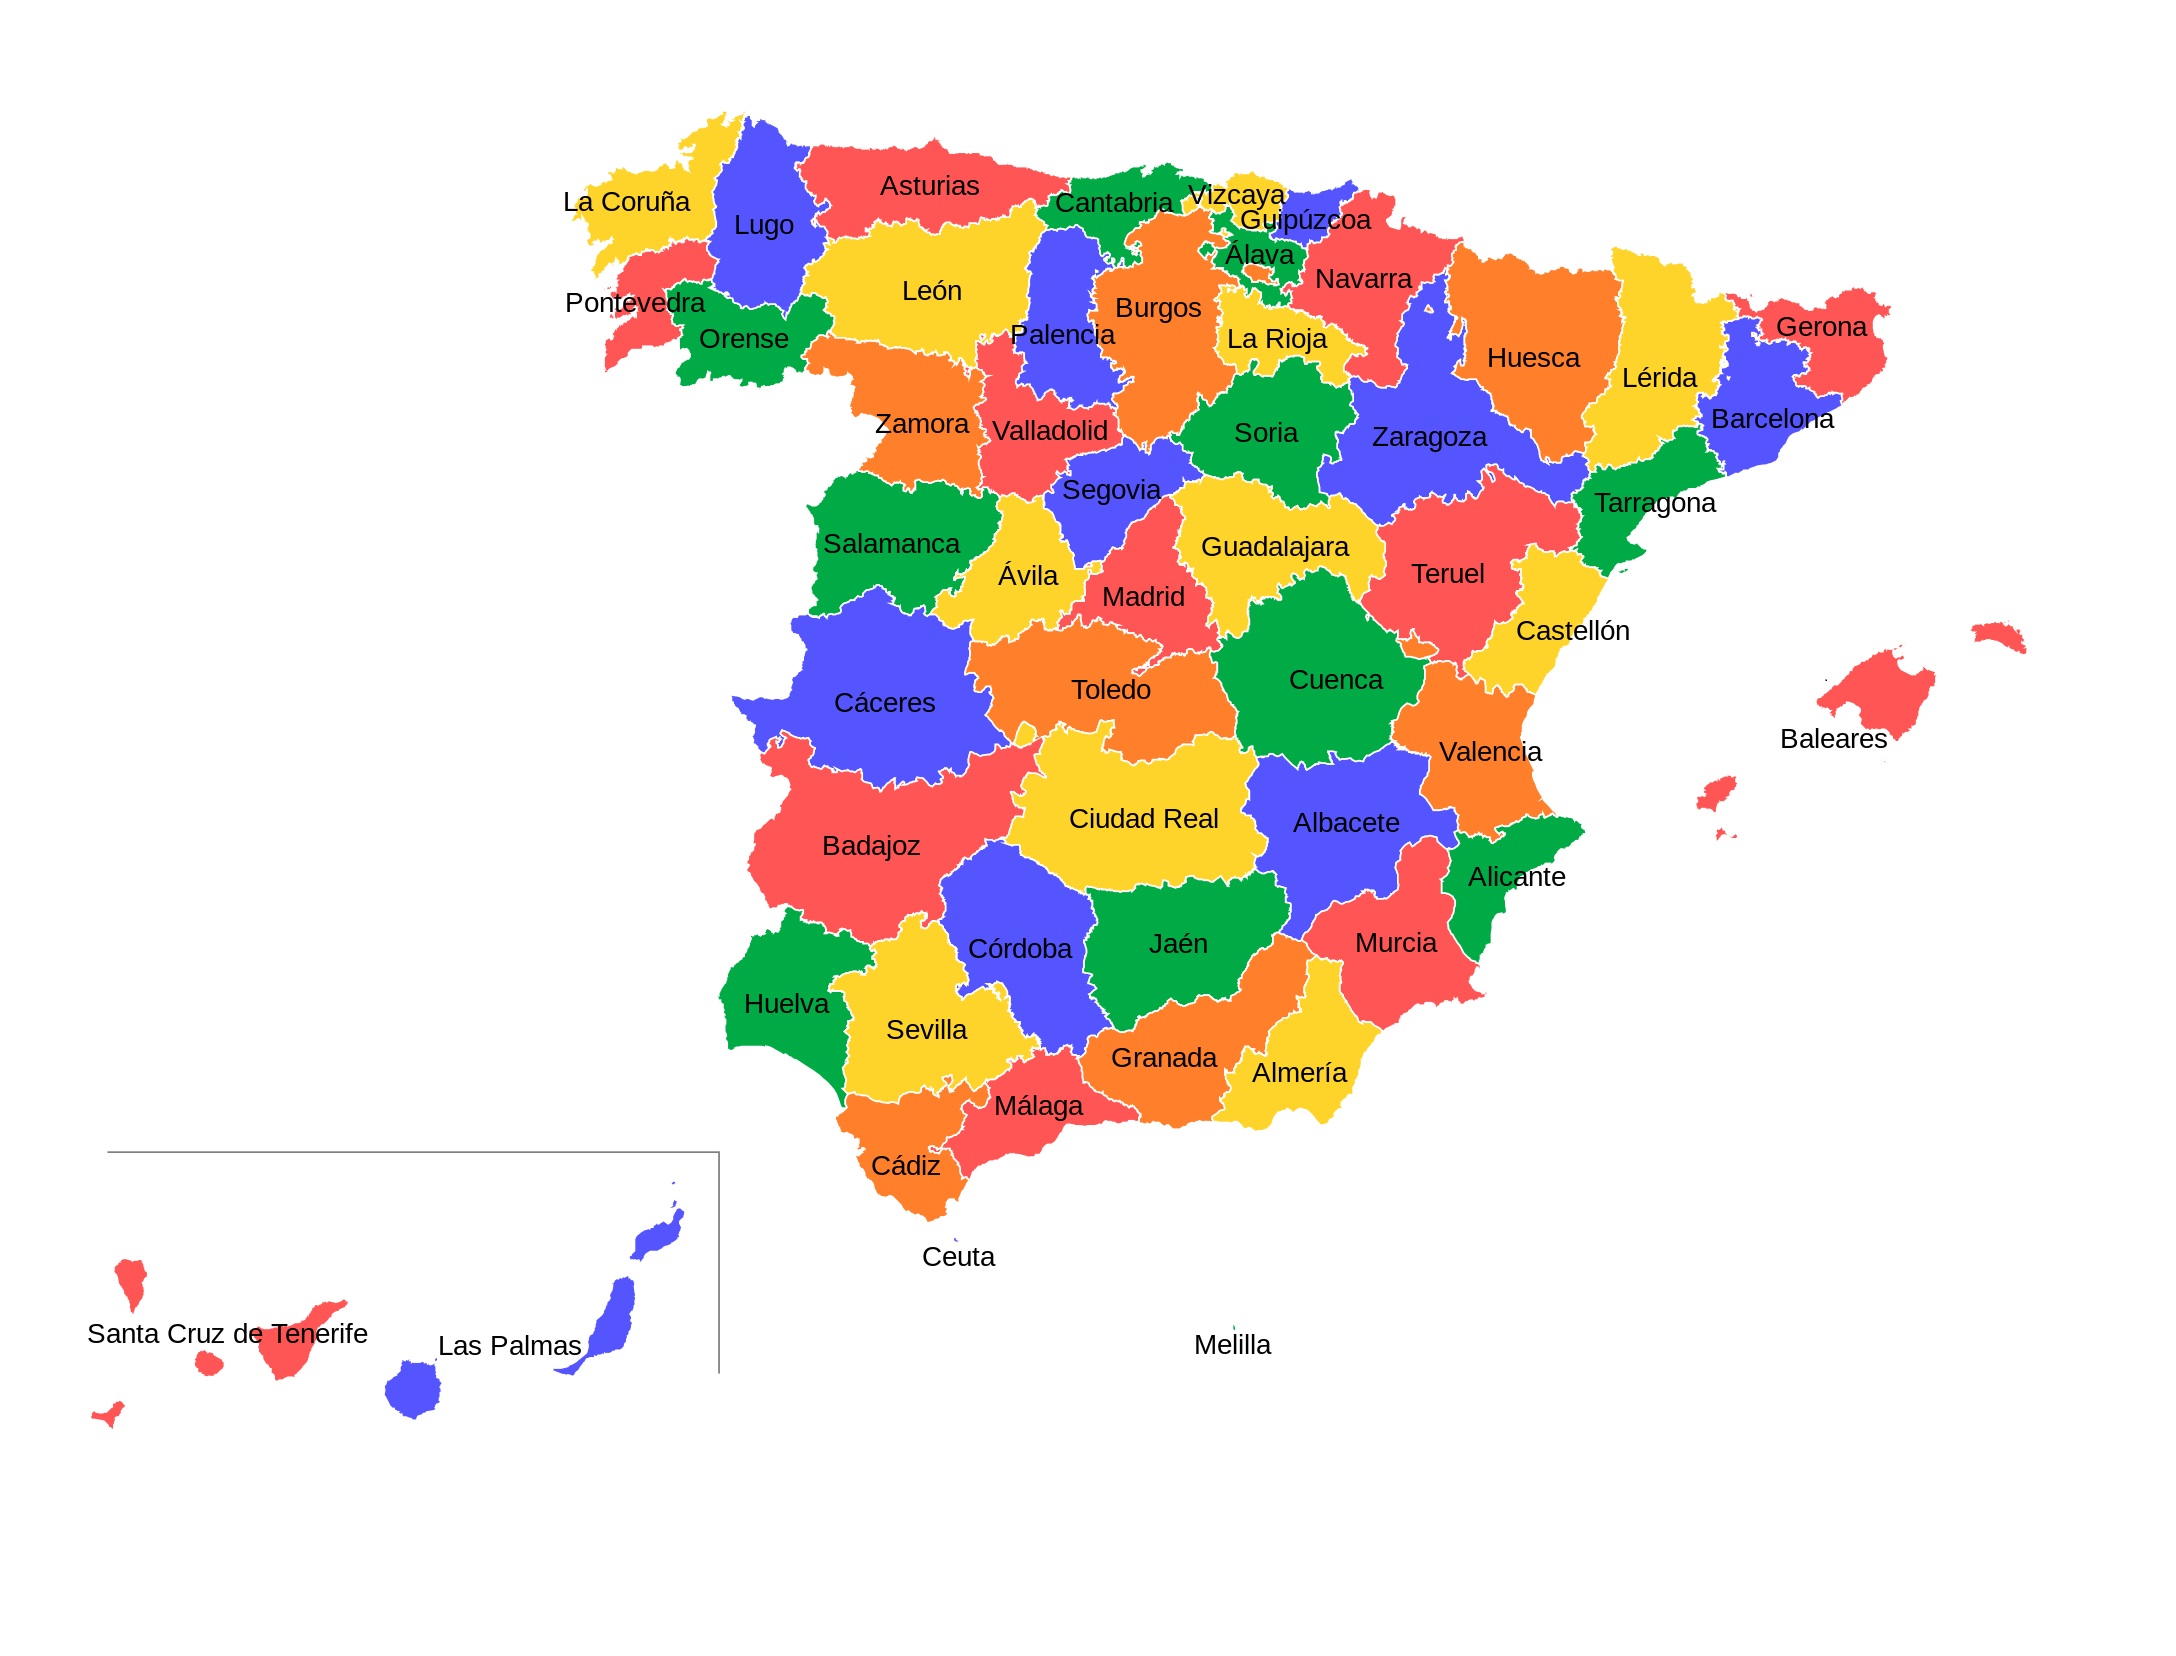 Asturias
La Coruña
Lugo
Cantabria
Vizcaya
Guipúzcoa
Álava
Navarra
León
Pontevedra
Orense
Palencia
Burgos
La Rioja
Huesca
Lérida
Gerona
Barcelona
Zamora
Valladolid
Soria
Zaragoza
Segovia
Tarragona
Salamanca
Ávila
Guadalajara
Madrid
Teruel
Castellón
Cáceres
Toledo
Cuenca
Valencia
Baleares
Badajoz
Ciudad Real
Albacete
Alicante
Córdoba
Jaén
Murcia
Huelva
Sevilla
Granada
Almería
Málaga
Cádiz
Ceuta
Melilla
Santa Cruz de Tenerife
Las Palmas